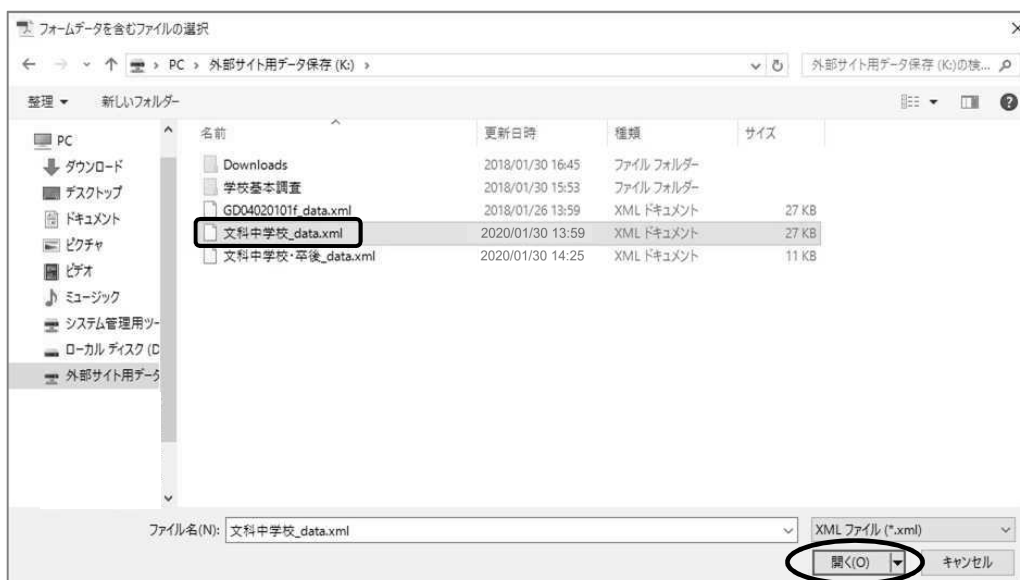 フォームデータを含むファイルの選択
PC › 外部サイト用データ保存 (K:) ›
外部サイト用データ保存 (K:)の検...
整理 新しいフォルダー
名前 更新日時 種類 サイズ
PC
ダウンロード
デスクトップ
ドキュメント
ピクチャ
ビデオ
ミュージック
システム管理用ツー
ローカル ディスク (D
外部サイト用データ
Downloads 2018/01/30 16:45 ファイル フォルダー
学校基本調査 2018/01/30 15:53 ファイル フォルダー
GD04020101f_data.xml 2018/01/26 13:59 XML ドキュメント 27 KB
文科中学校_data.xml 2020/01/30 13:59 XML ドキュメント 27 KB
文科中学校・卒後_data.xml 2020/01/30 14:25 XML ドキュメント 11 KB
ファイル名(N): 文科中学校_data.xml XML ファイル (*.xml)
開く(O) キャンセル